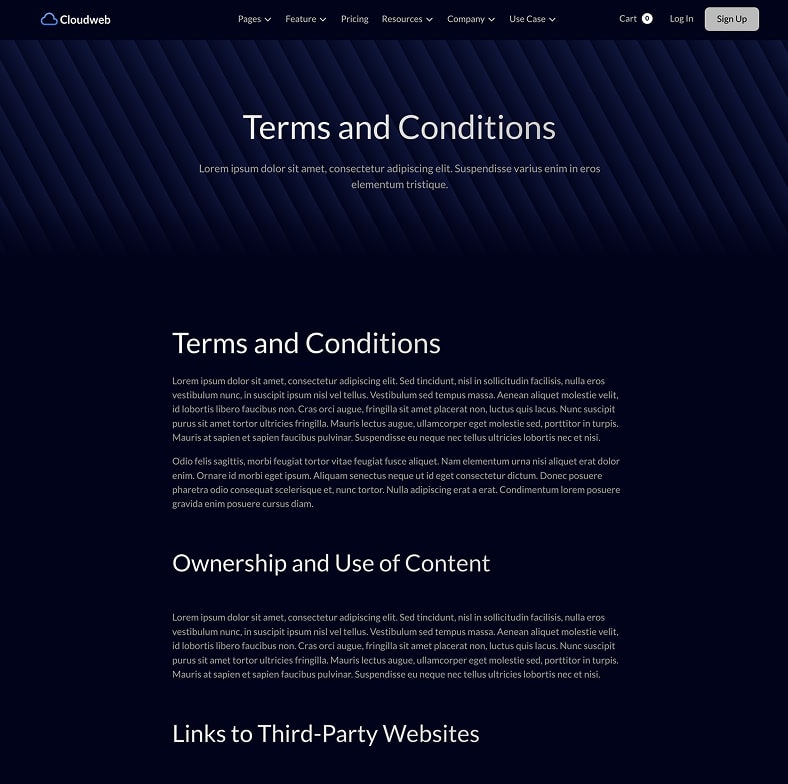 Cloudweb
Pages Feature Pricing Resources Company Use Case
Cart 0 Log In Sign Up
Terms and Conditions
Lorem ipsum dolor sit amet, consectetur adipiscing elit. Suspendisse varius enim in eros
elementum tristique.
Terms and Conditions
Lorem ipsum dolor sit amet, consectetur adipiscing elit. Sed tincidunt, nisl in sollicitudin facilisis, nulla eros
vestibulum nunc, in suscipit ipsum nisl vel tellus. Vestibulum sed tempus massa. Aenean aliquet molestie velit,
id lobortis libero faucibus non. Cras orci augue, fringilla sit amet placerat non, luctus quis lacus. Nunc suscipit
purus sit amet tortor ultricies fringilla. Mauris lectus augue, ullamcorper eget molestie sed, porttitor in turpis.
Mauris at sapien et sapien faucibus pulvinar. Suspendisse eu neque nec tellus ultricies lobortis nec et nisi.
Odio felis sagittis, morbi feugiat tortor vitae feugiat fusce aliquet. Nam elementum urna nisi aliquet erat dolor
enim. Ornare id morbi eget ipsum. Aliquam senectus neque ut id eget consectetur dictum. Donec posuere
pharetra odio consequat scelerisque et, nunc tortor. Nulla adipiscing erat a erat. Condimentum lorem posuere
gravida enim posuere cursus diam.
Ownership and Use of Content
Lorem ipsum dolor sit amet, consectetur adipiscing elit. Sed tincidunt, nisl in sollicitudin facilisis, nulla eros
vestibulum nunc, in suscipit ipsum nisl vel tellus. Vestibulum sed tempus massa. Aenean aliquet molestie velit,
id lobortis libero faucibus non. Cras orci augue, fringilla sit amet placerat non, luctus quis lacus. Nunc suscipit
purus sit amet tortor ultricies fringilla. Mauris lectus augue, ullamcorper eget molestie sed, porttitor in turpis.
Mauris at sapien et sapien faucibus pulvinar. Suspendisse eu neque nec tellus ultricies lobortis nec et nisi.
Links to Third-Party Websites